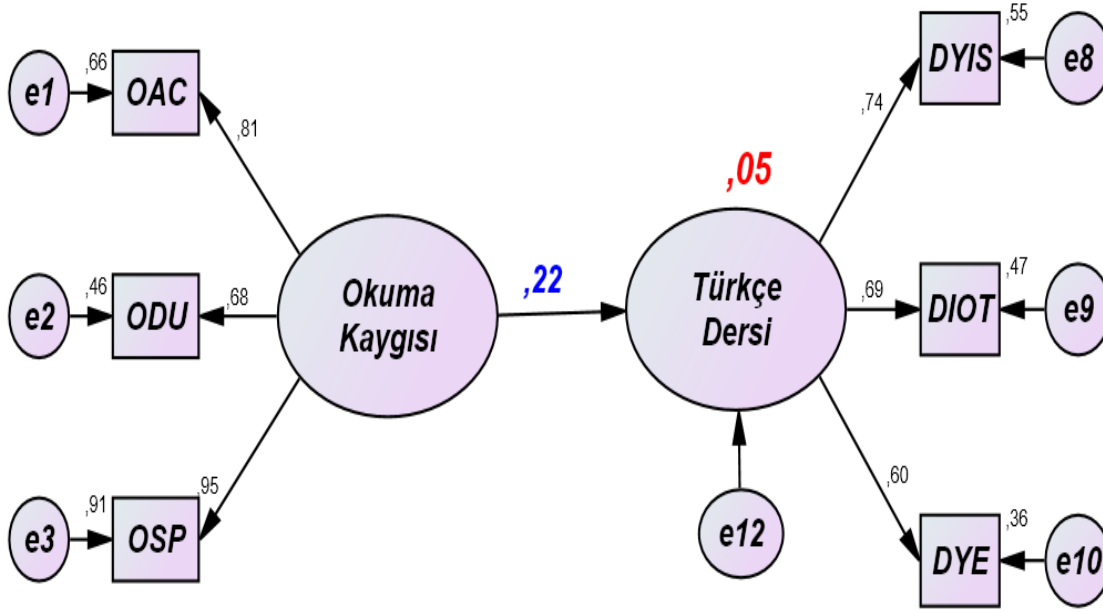 ,66
e1
OAC
,81
,46
e2
ODU
,68
,91
e3
OSP
,95
Okuma
Kaygısı
,22
,05
Türkçe
Dersi
e12
,74
DYIS
,55
e8
,69
DIOT
,47
e9
,60
DYE
,36
e10